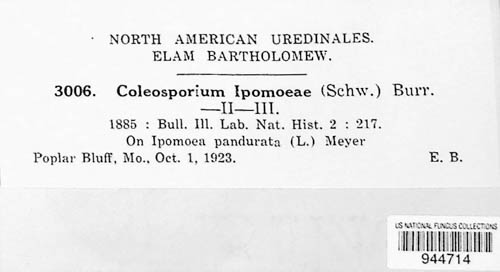 NORTH AMERICAN UREDINALES.
ELAM BARTHOLOMEW.
3006. Coleosporium Ipomoeae (Schw.) Burr.
—II—III.
1885 : Bull. Ill. Lab. Nat. Hist. 2 : 217.
On Ipomoea pandurata (L.) Meyer
Poplar Bluff, Mo., Oct. 1, 1923. E. B.
US NATIONAL FUNGUS COLLECTIONS
944714